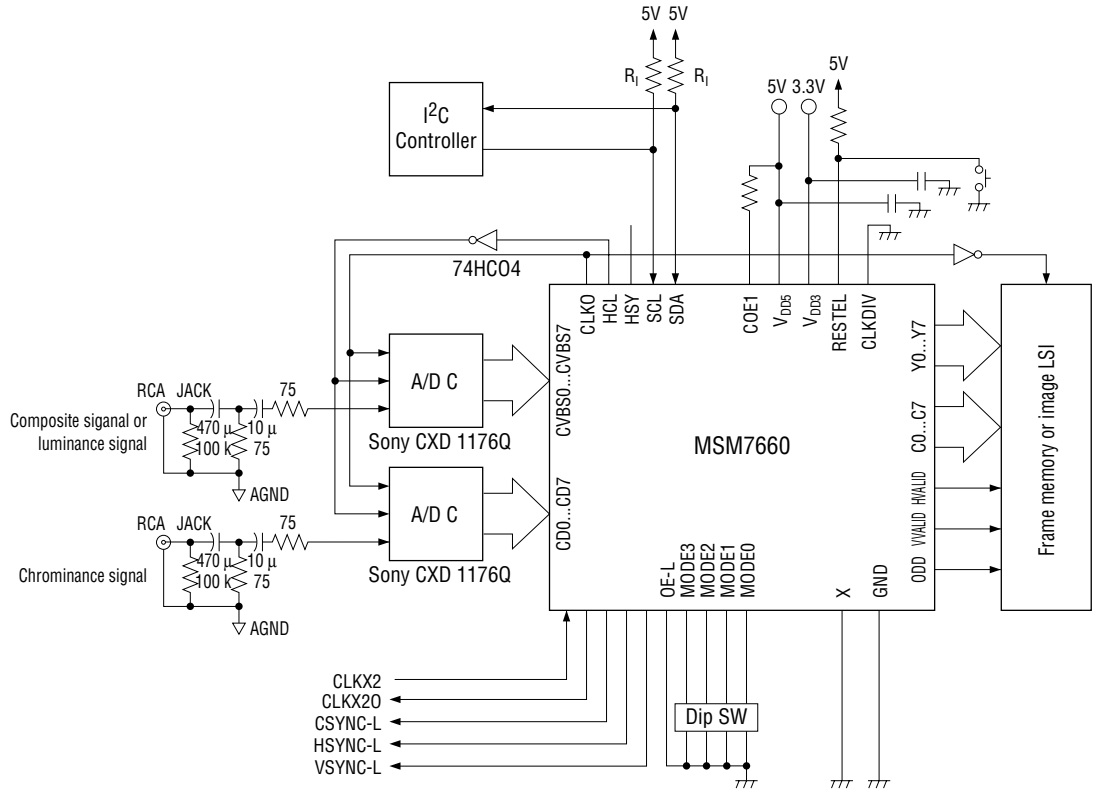 5V 5V
R_I R_I
I²C
Controller
5V 3.3V
5V
74HCO4
CLKO
HCL
HSY
SCL
SDA
COE1
V_DD5
V_DD3
RESTEL
CLKDIV
RCA JACK
75
Composite siganal or
luminance signal
470 µ
100 k
10 µ
75
AGND
A/D C
Sony CXD 1176Q
CVBS0...CVBS7
RCA JACK
75
Chrominance signal
470 µ
100 k
10 µ
75
AGND
A/D C
Sony CXD 1176Q
CD0...CD7
MSM7660
Y0...Y7
C0...C7
HVALID
VVALID
ODD
Frame memory or image LSI
OE-L
MODE3
MODE2
MODE1
MODE0
X
GND
CLKX2
CLKX2O
CSYNC-L
HSYNC-L
VSYNC-L
Dip SW